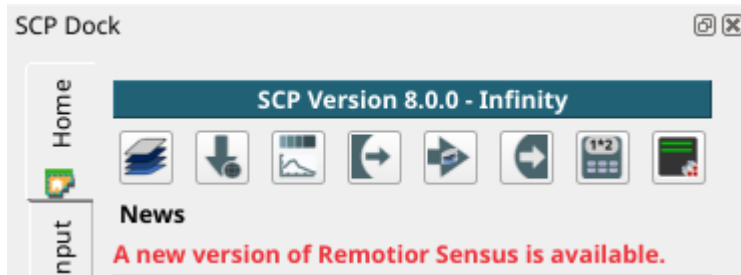 SCP Dock
Home
SCP Version 8.0.0 - Infinity
1*2
News
A new version of Remotior Sensus is available.